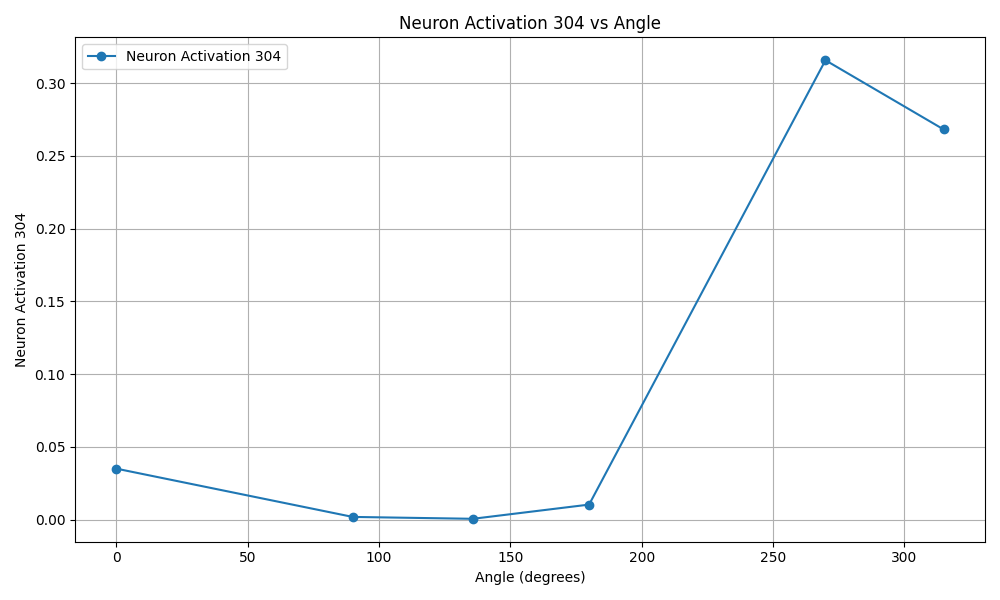 Neuron Activation 304 vs Angle
Neuron Activation 304
Neuron Activation 304
0.30
0.25
0.20
0.15
0.10
0.05
0.00
0 50 100 150 200 250 300
Angle (degrees)